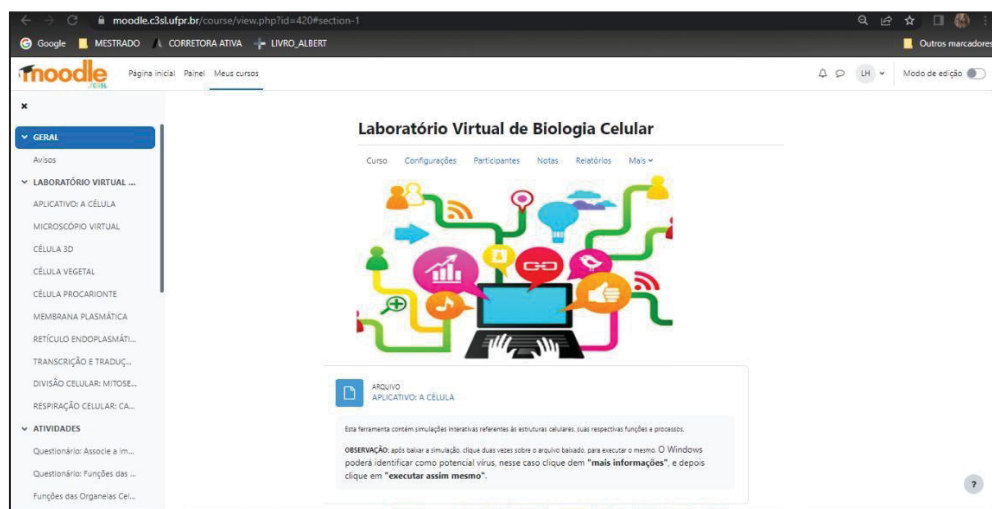 moodle.c3sl.ufpr.br/course/view.php?id=420#section-1
Google MESTRADO CORRETORA ATIVA LIVRO_ALBERT Outros marcadores
moodle Página inicial Painel Meus cursos LH Modo de edição
GERAL
Avisos
LABORATÓRIO VIRTUAL ...
APLICATIVO: A CÉLULA
MICROSCÓPIO VIRTUAL
CÉLULA 3D
CÉLULA VEGETAL
CÉLULA PROCARIONTE
MEMBRANA PLASMÁTICA
RETÍCULO ENDOPLASMÁTI...
TRANSCRIÇÃO E TRADUÇ...
DIVISÃO CELULAR: MITOSE...
RESPIRAÇÃO CELULAR: CA...
ATIVIDADES
Questionário: Associe a im...
Questionário: Funções das ...
Funções das Organelas Cel...
Laboratório Virtual de Biologia Celular
Curso Configurações Participantes Notas Relatórios Mais
ARQUIVO
APLICATIVO: A CÉLULA
Esta ferramenta contém simulações interativas referentes às estruturas celulares, suas respectivas funções e processos.
OBSERVAÇÃO: após baixar a simulação, clique duas vezes sobre o arquivo baixado, para executar o mesmo. O Windows
poderá identificar como potencial vírus, nesse caso clique dem "mais informações", e depois
clique em "executar assim mesmo".
?